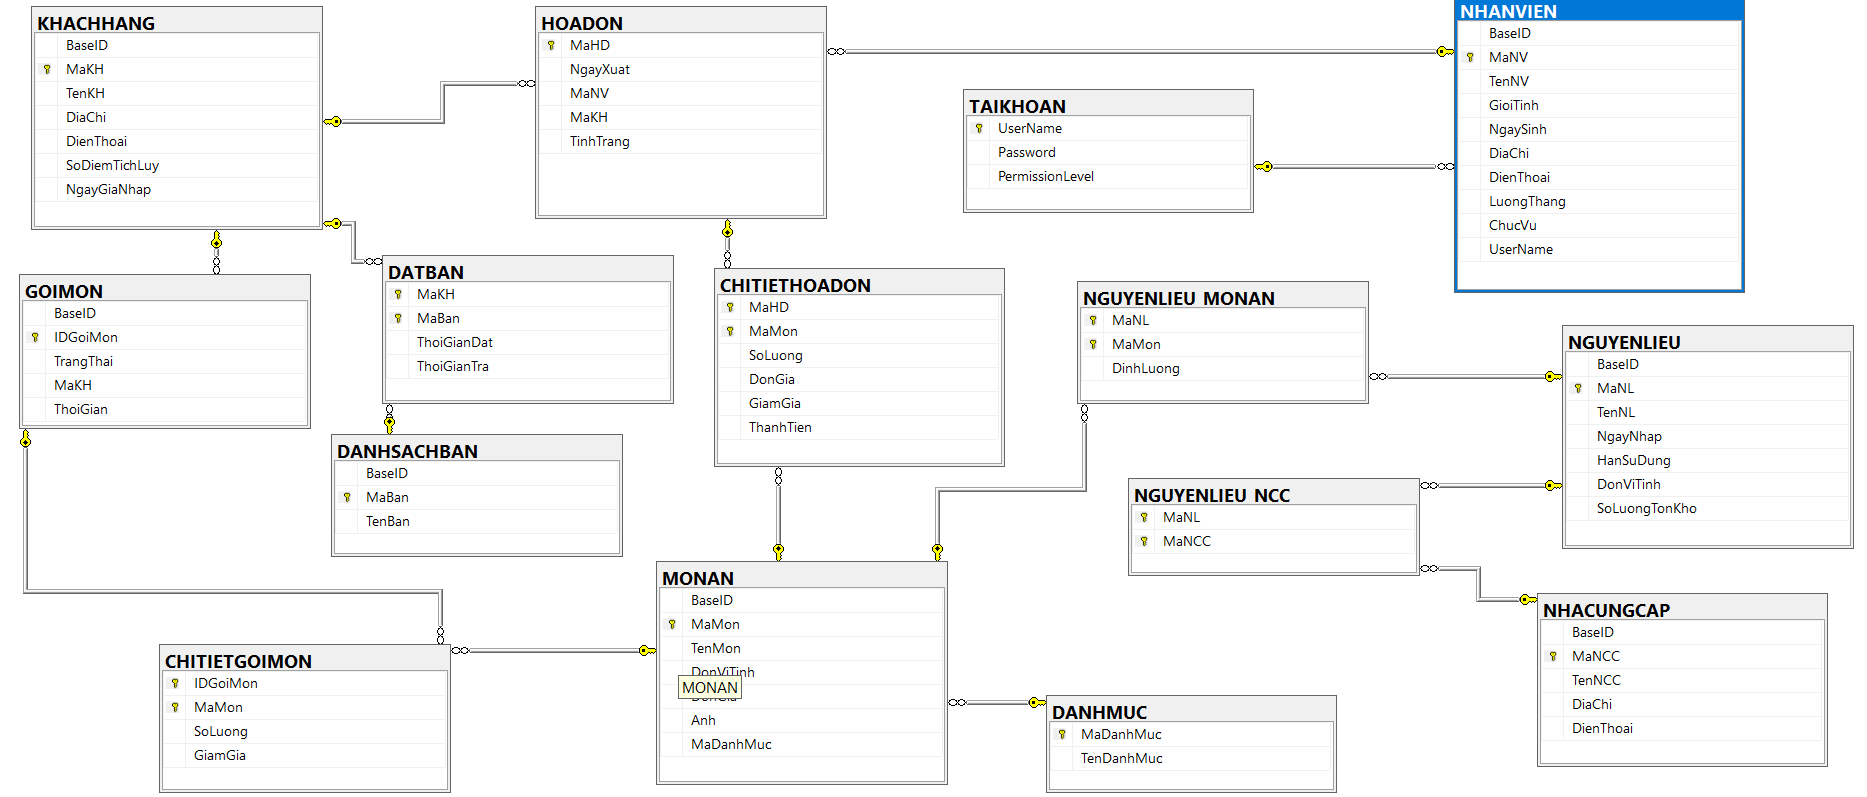 KHACHHANG
BaseID
MaKH
TenKH
DiaChi
DienThoai
SoDiemTichLuy
NgayGiaNhap
HOADON
MaHD
NgayXuat
MaNV
MaKH
TinhTrang
NHANVIEN
BaseID
MaNV
TenNV
GioiTinh
NgaySinh
DiaChi
DienThoai
LuongThang
ChucVu
UserName
TAIKHOAN
UserName
Password
PermissionLevel
GOIMON
BaseID
IDGoiMon
TrangThai
MaKH
ThoiGian
DATBAN
MaKH
MaBan
ThoiGianDat
ThoiGianTra
CHITIETHOADON
MaHD
MaMon
SoLuong
DonGia
GiamGia
ThanhTien
NGUYENLIEU_MONAN
MaNL
MaMon
DinhLuong
NGUYENLIEU
BaseID
MaNL
TenNL
NgayNhap
HanSuDung
DonViTinh
SoLuongTonKho
DANHSACHBAN
BaseID
MaBan
TenBan
NGUYENLIEU_NCC
MaNL
MaNCC
MONAN
BaseID
MaMon
TenMon
DonViTinh
MONAN
DonGia
Anh
MaDanhMuc
NHACUNGCAP
BaseID
MaNCC
TenNCC
DiaChi
DienThoai
CHITIETGOIMON
IDGoiMon
MaMon
SoLuong
GiamGia
DANHMUC
MaDanhMuc
TenDanhMuc